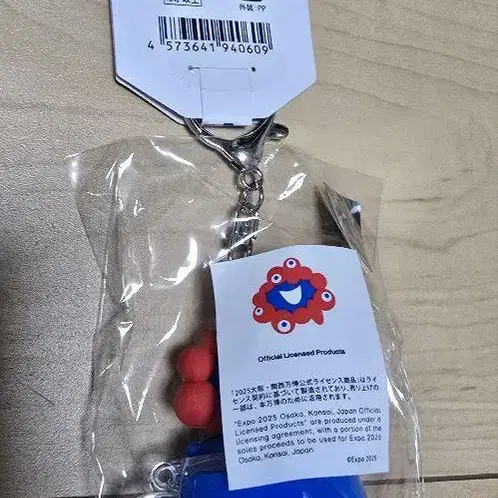 外装:PP
4 573641 940609
Official Licensed Products
「2025大阪・関西万博公式ライセンス商品」はライ
センス契約に基づいて製造されており、売り上げの
一部は、本万博のために活用されます。
"Expo 2025 Osaka, Kansai, Japan Official
Licensed Products" are produced under a
licensing agreement, with a portion of the
sales proceeds to be used for Expo 2025
Osaka, Kansai, Japan.
©Expo 2025